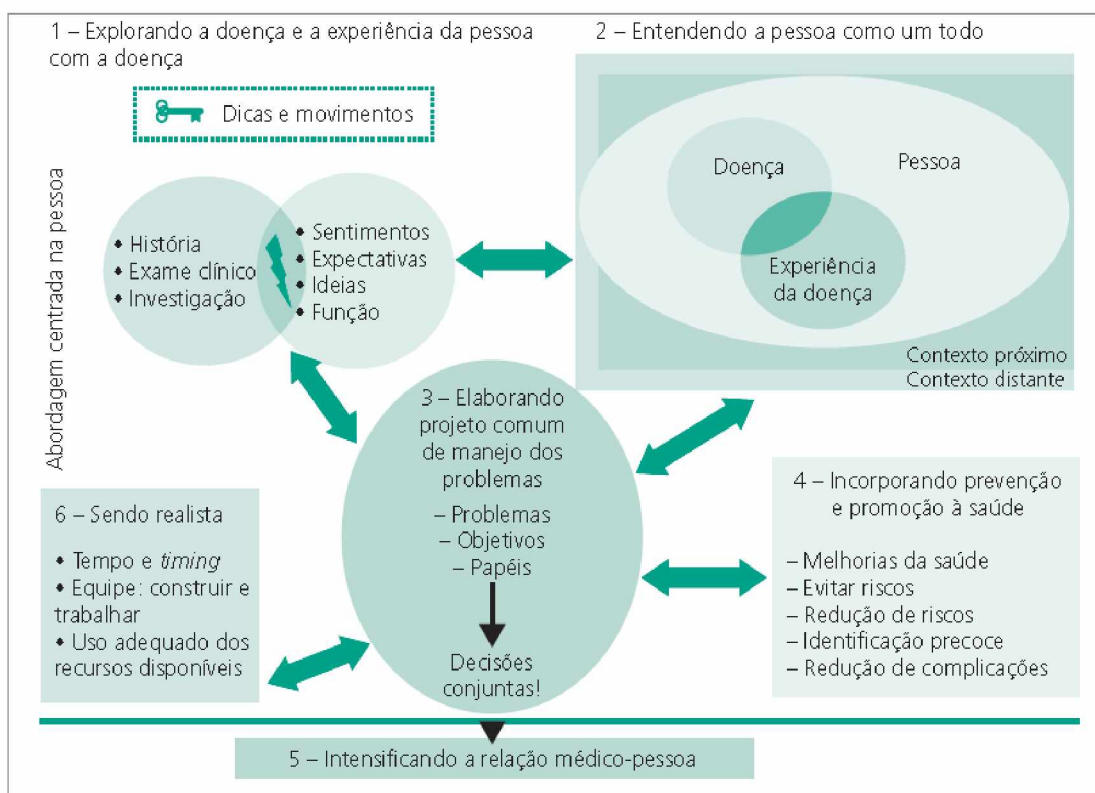 1 – Explorando a doença e a experiência da pessoa
com a doença
Dicas e movimentos
Abordagem centrada na pessoa
• História
• Exame clínico
• Investigação
• Sentimentos
• Expectativas
• Ideias
• Função
2 – Entendendo a pessoa como um todo
Doença
Pessoa
Experiência
da doença
Contexto próximo
Contexto distante
3 – Elaborando
projeto comum
de manejo dos
problemas
– Problemas
– Objetivos
– Papéis
Decisões
conjuntas!
4 – Incorporando prevenção
e promoção à saúde
– Melhorias da saúde
– Evitar riscos
– Redução de riscos
– Identificação precoce
– Redução de complicações
6 – Sendo realista
• Tempo e timing
• Equipe: construir e
trabalhar
• Uso adequado dos
recursos disponíveis
5 – Intensificando a relação médico-pessoa